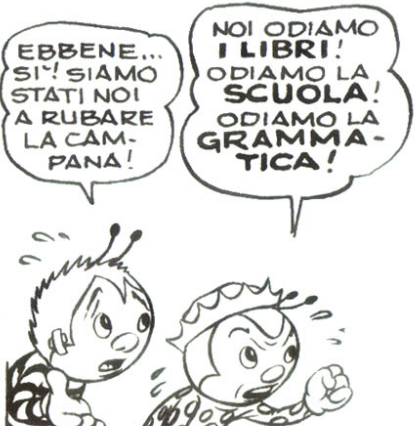 EBBENE...
SI'! SIAMO
STATI NOI
A RUBARE
LA CAM-
PANA!
NOI ODIAMO
I LIBRI!
ODIAMO LA
SCUOLA!
ODIAMO LA
GRAMMA-
TICA!